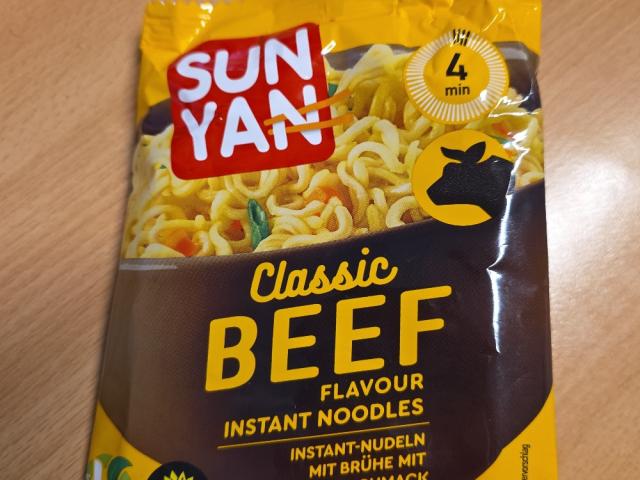 SUN
YAN
4
min
Classic
BEEF
FLAVOUR
INSTANT NOODLES
INSTANT-NUDELN
MIT BRÜHE MIT